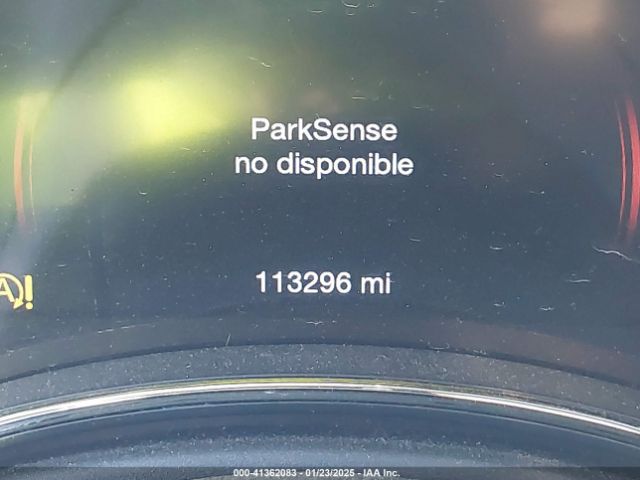 ParkSense
no disponible
113296 mi
A!
000-41362083 - 01/23/2025 - IAA Inc.